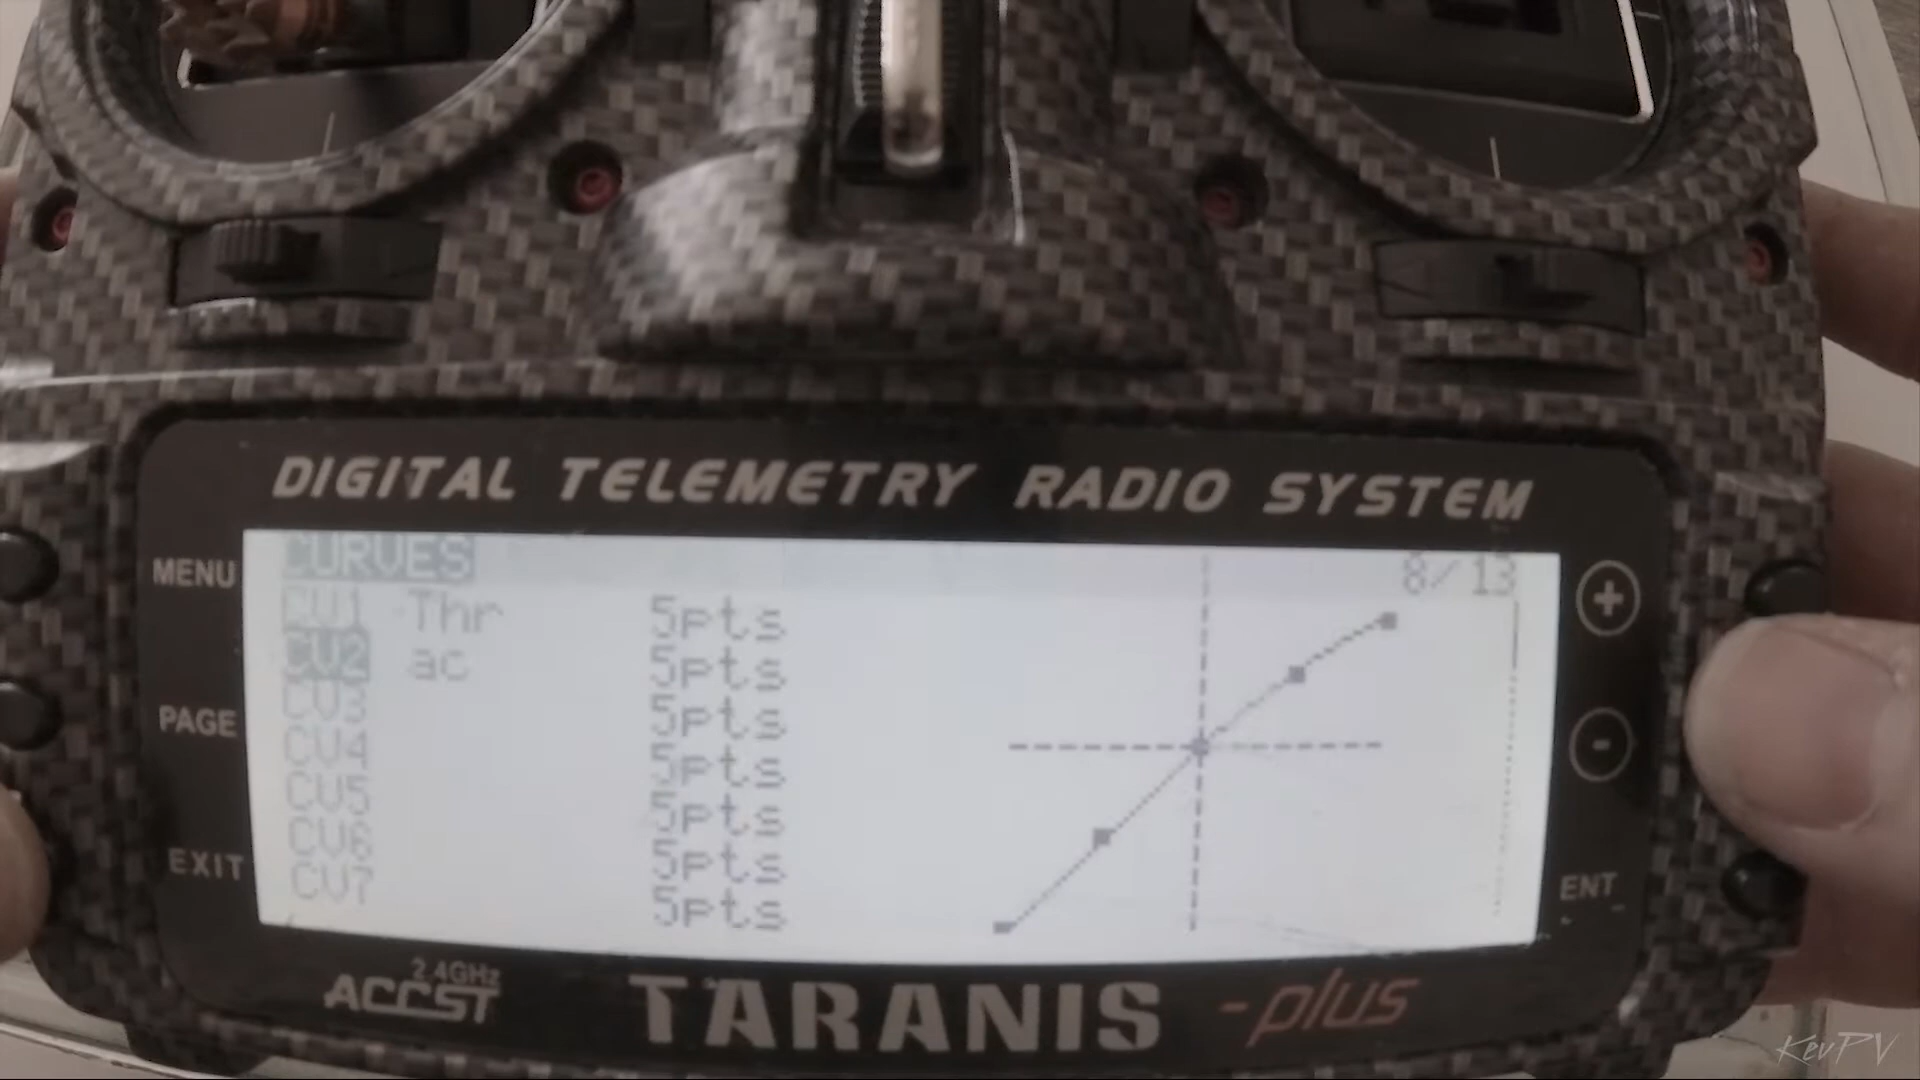 DIGITAL TELEMETRY RADIO SYSTEM
CURVES 8/13
CV1 Thr 5pts
CV2 ac 5pts
CV3 5pts
CV4 5pts
CV5 5pts
CV6 5pts
CV7 5pts
MENU
PAGE
EXIT
+
-
ENT
2.4GHz
ACCST
TARANIS -plus
KevPV